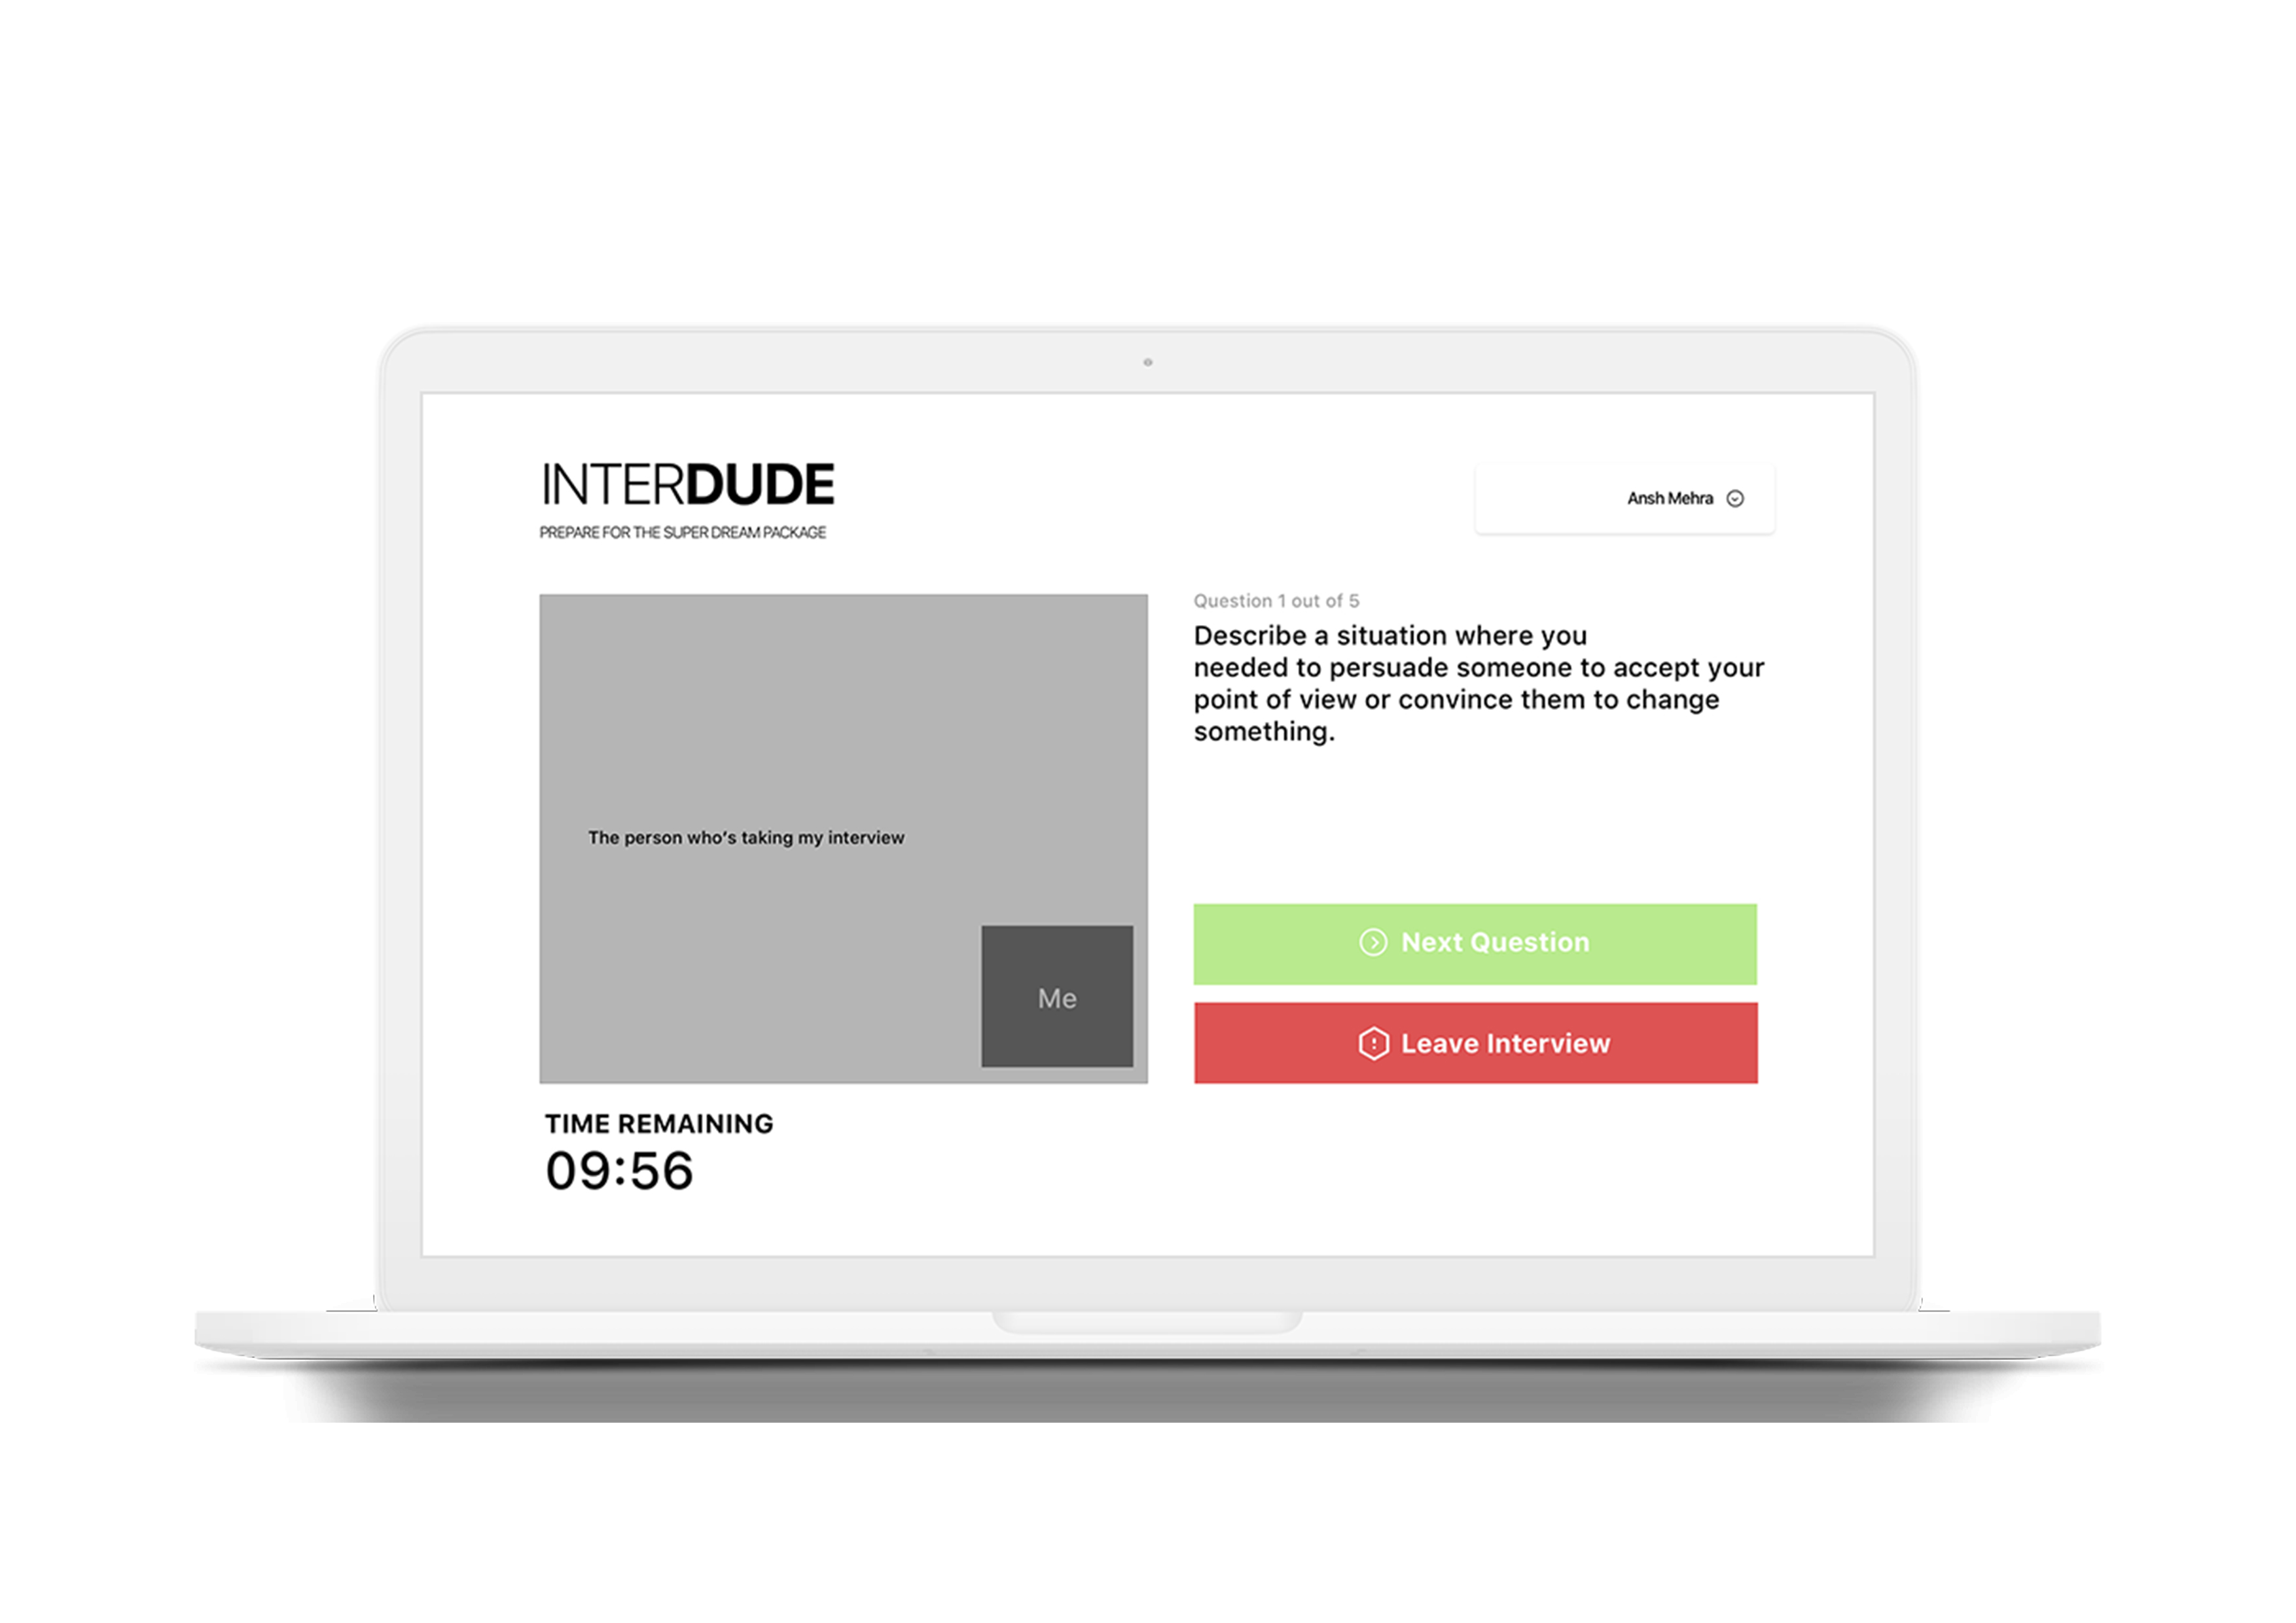 INTERDUDE
PREPARE FOR THE SUPER DREAM PACKAGE
Ansh Mehra
The person who's taking my interview
Me
TIME REMAINING
09:56
Question 1 out of 5
Describe a situation where you
needed to persuade someone to accept your
point of view or convince them to change
something.
Next Question
Leave Interview